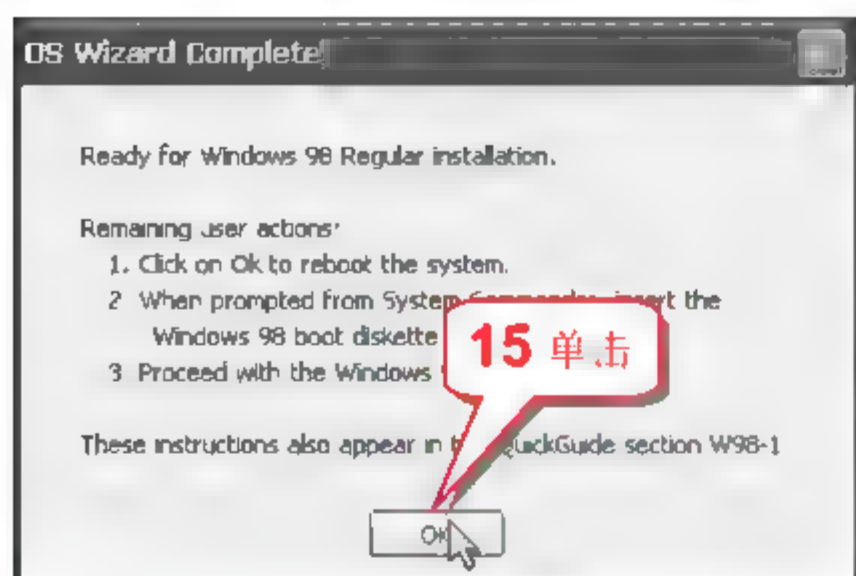 OS Wizard Complete
Ready for Windows 98 Regular installation.
Remaining user actions:
1. Click on Ok to reboot the system.
2 When prompted from System insert the
Windows 98 boot diskette
3 Proceed with the Windows
These instructions also appear in QuickGuide section W98-1
15 单击
OK